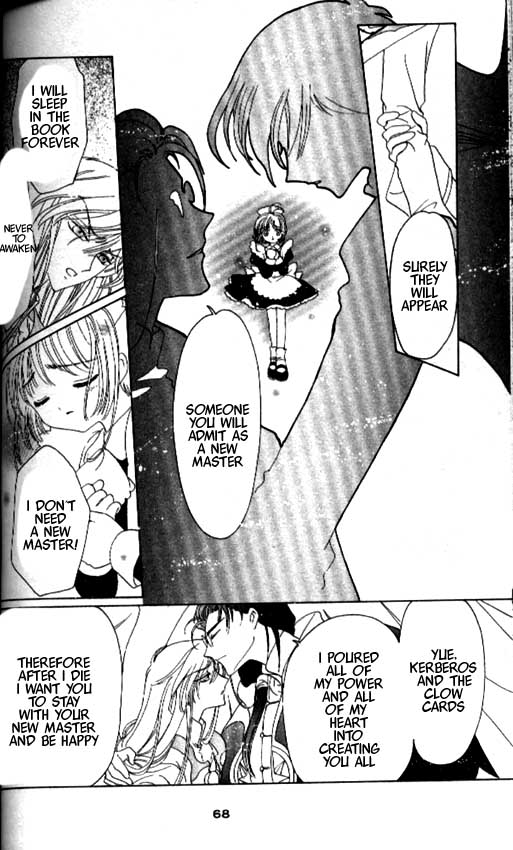 SURELY
THEY
WILL
APPEAR
SOMEONE
YOU WILL
ADMIT AS
A NEW
MASTER
I WILL
SLEEP
IN THE
BOOK
FOREVER
NEVER
TO
AWAKEN
I DON'T
NEED
A NEW
MASTER!
YUE.
KERBEROS
AND THE
CLOW
CARDS
I POURED
ALL OF
MY POWER
AND ALL
OF MY
HEART
INTO
CREATING
YOU ALL
THEREFORE
AFTER I DIE
I WANT YOU
TO STAY
WITH YOUR
NEW MASTER
AND BE HAPPY
68